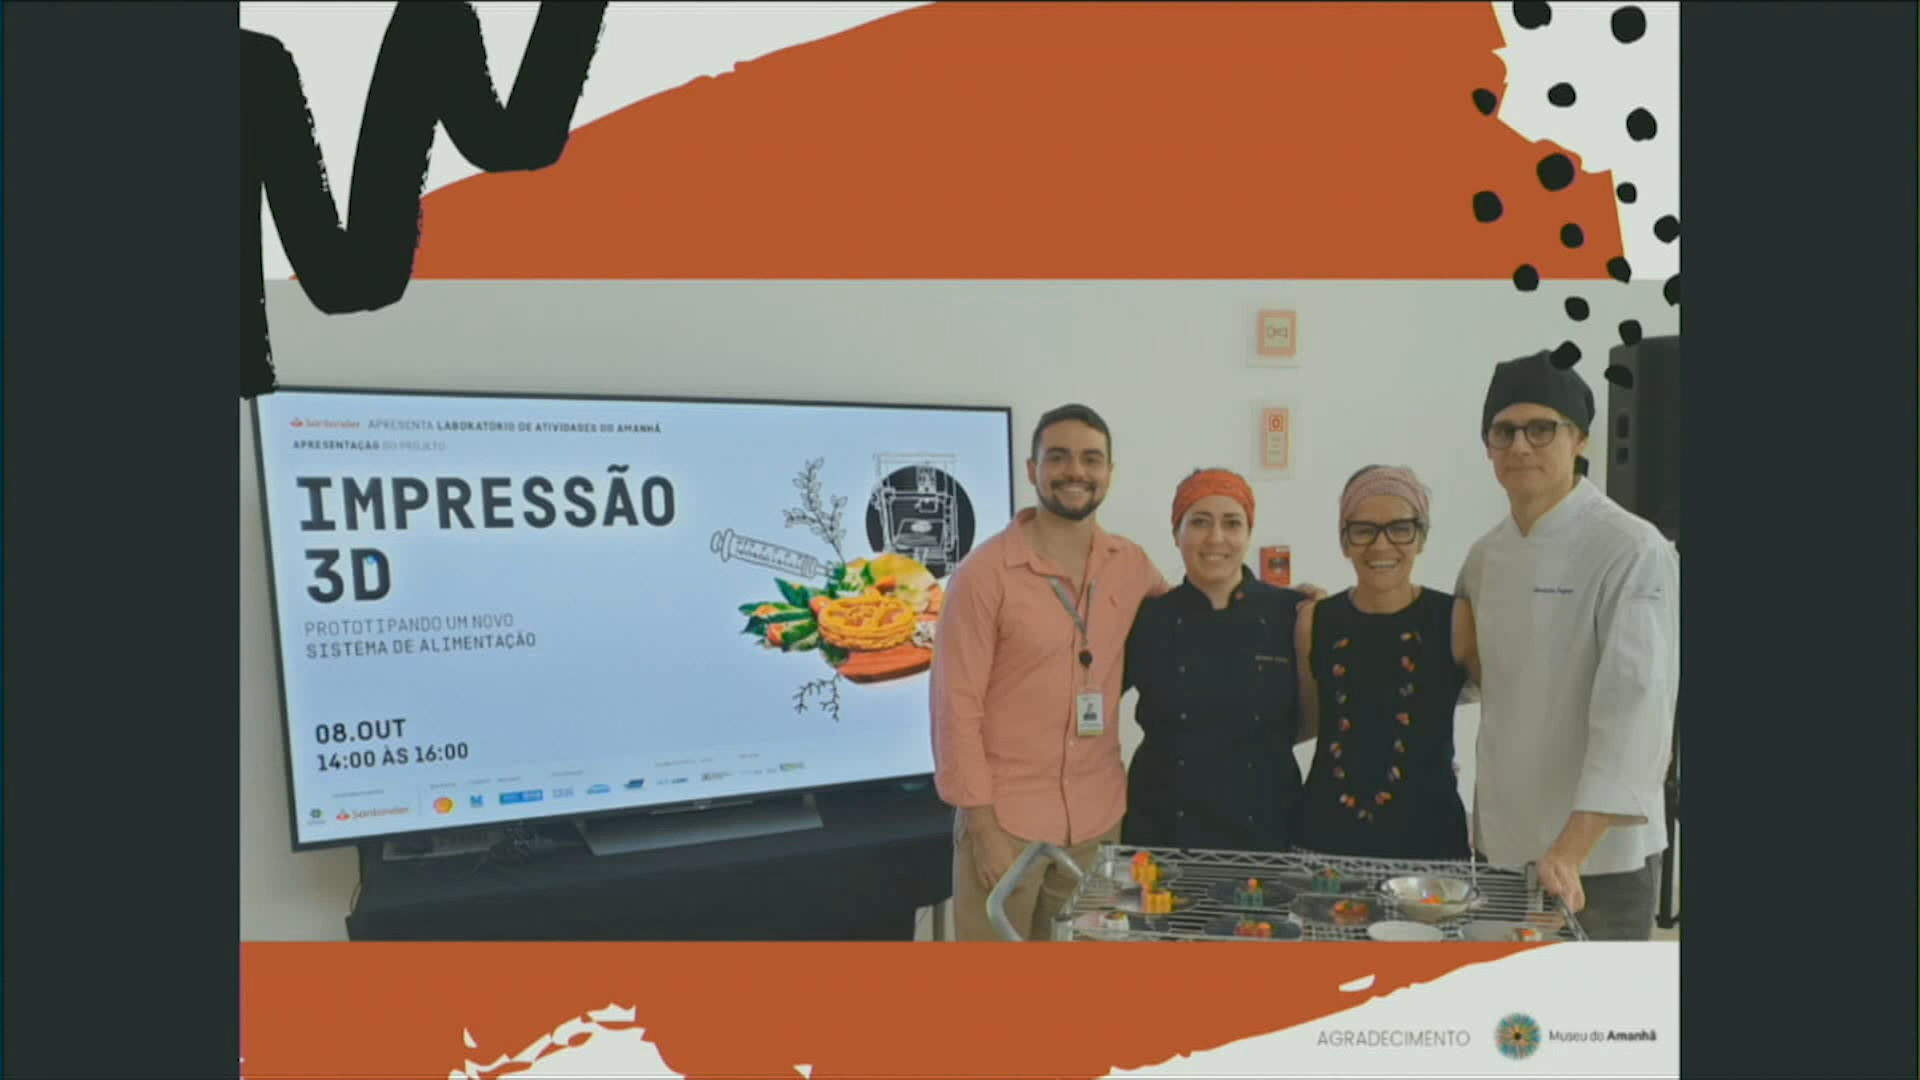 Santander APRESENTA LABORATÓRIO DE ATIVIDADES DO AMANHÃ
APRESENTAÇÃO DO PROJETO
IMPRESSÃO
3D
PROTOTIPANDO UM NOVO
SISTEMA DE ALIMENTAÇÃO
08.OUT
14:00 ÀS 16:00
Santander
AGRADECIMENTO
Museu do Amanhã